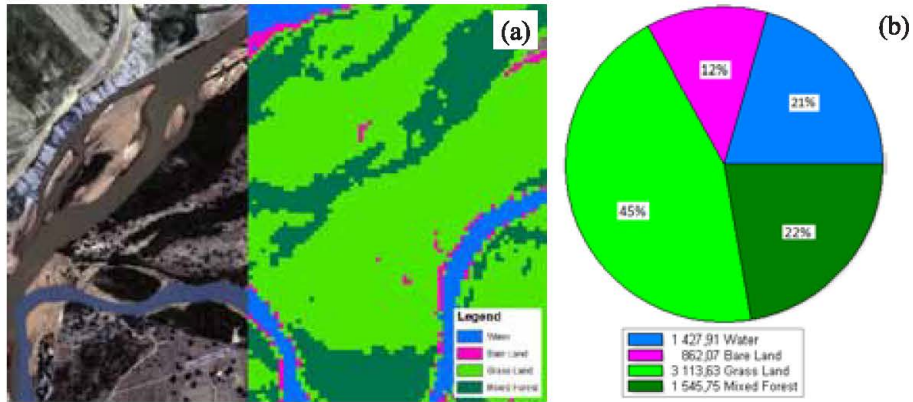 (a)
Legend
Water
Bare Land
Grass Land
Mixed Forest
(b)
12%
21%
45%
22%
1 427,91 Water
862,07 Bare Land
3 113,63 Grass Land
1 545,75 Mixed Forest